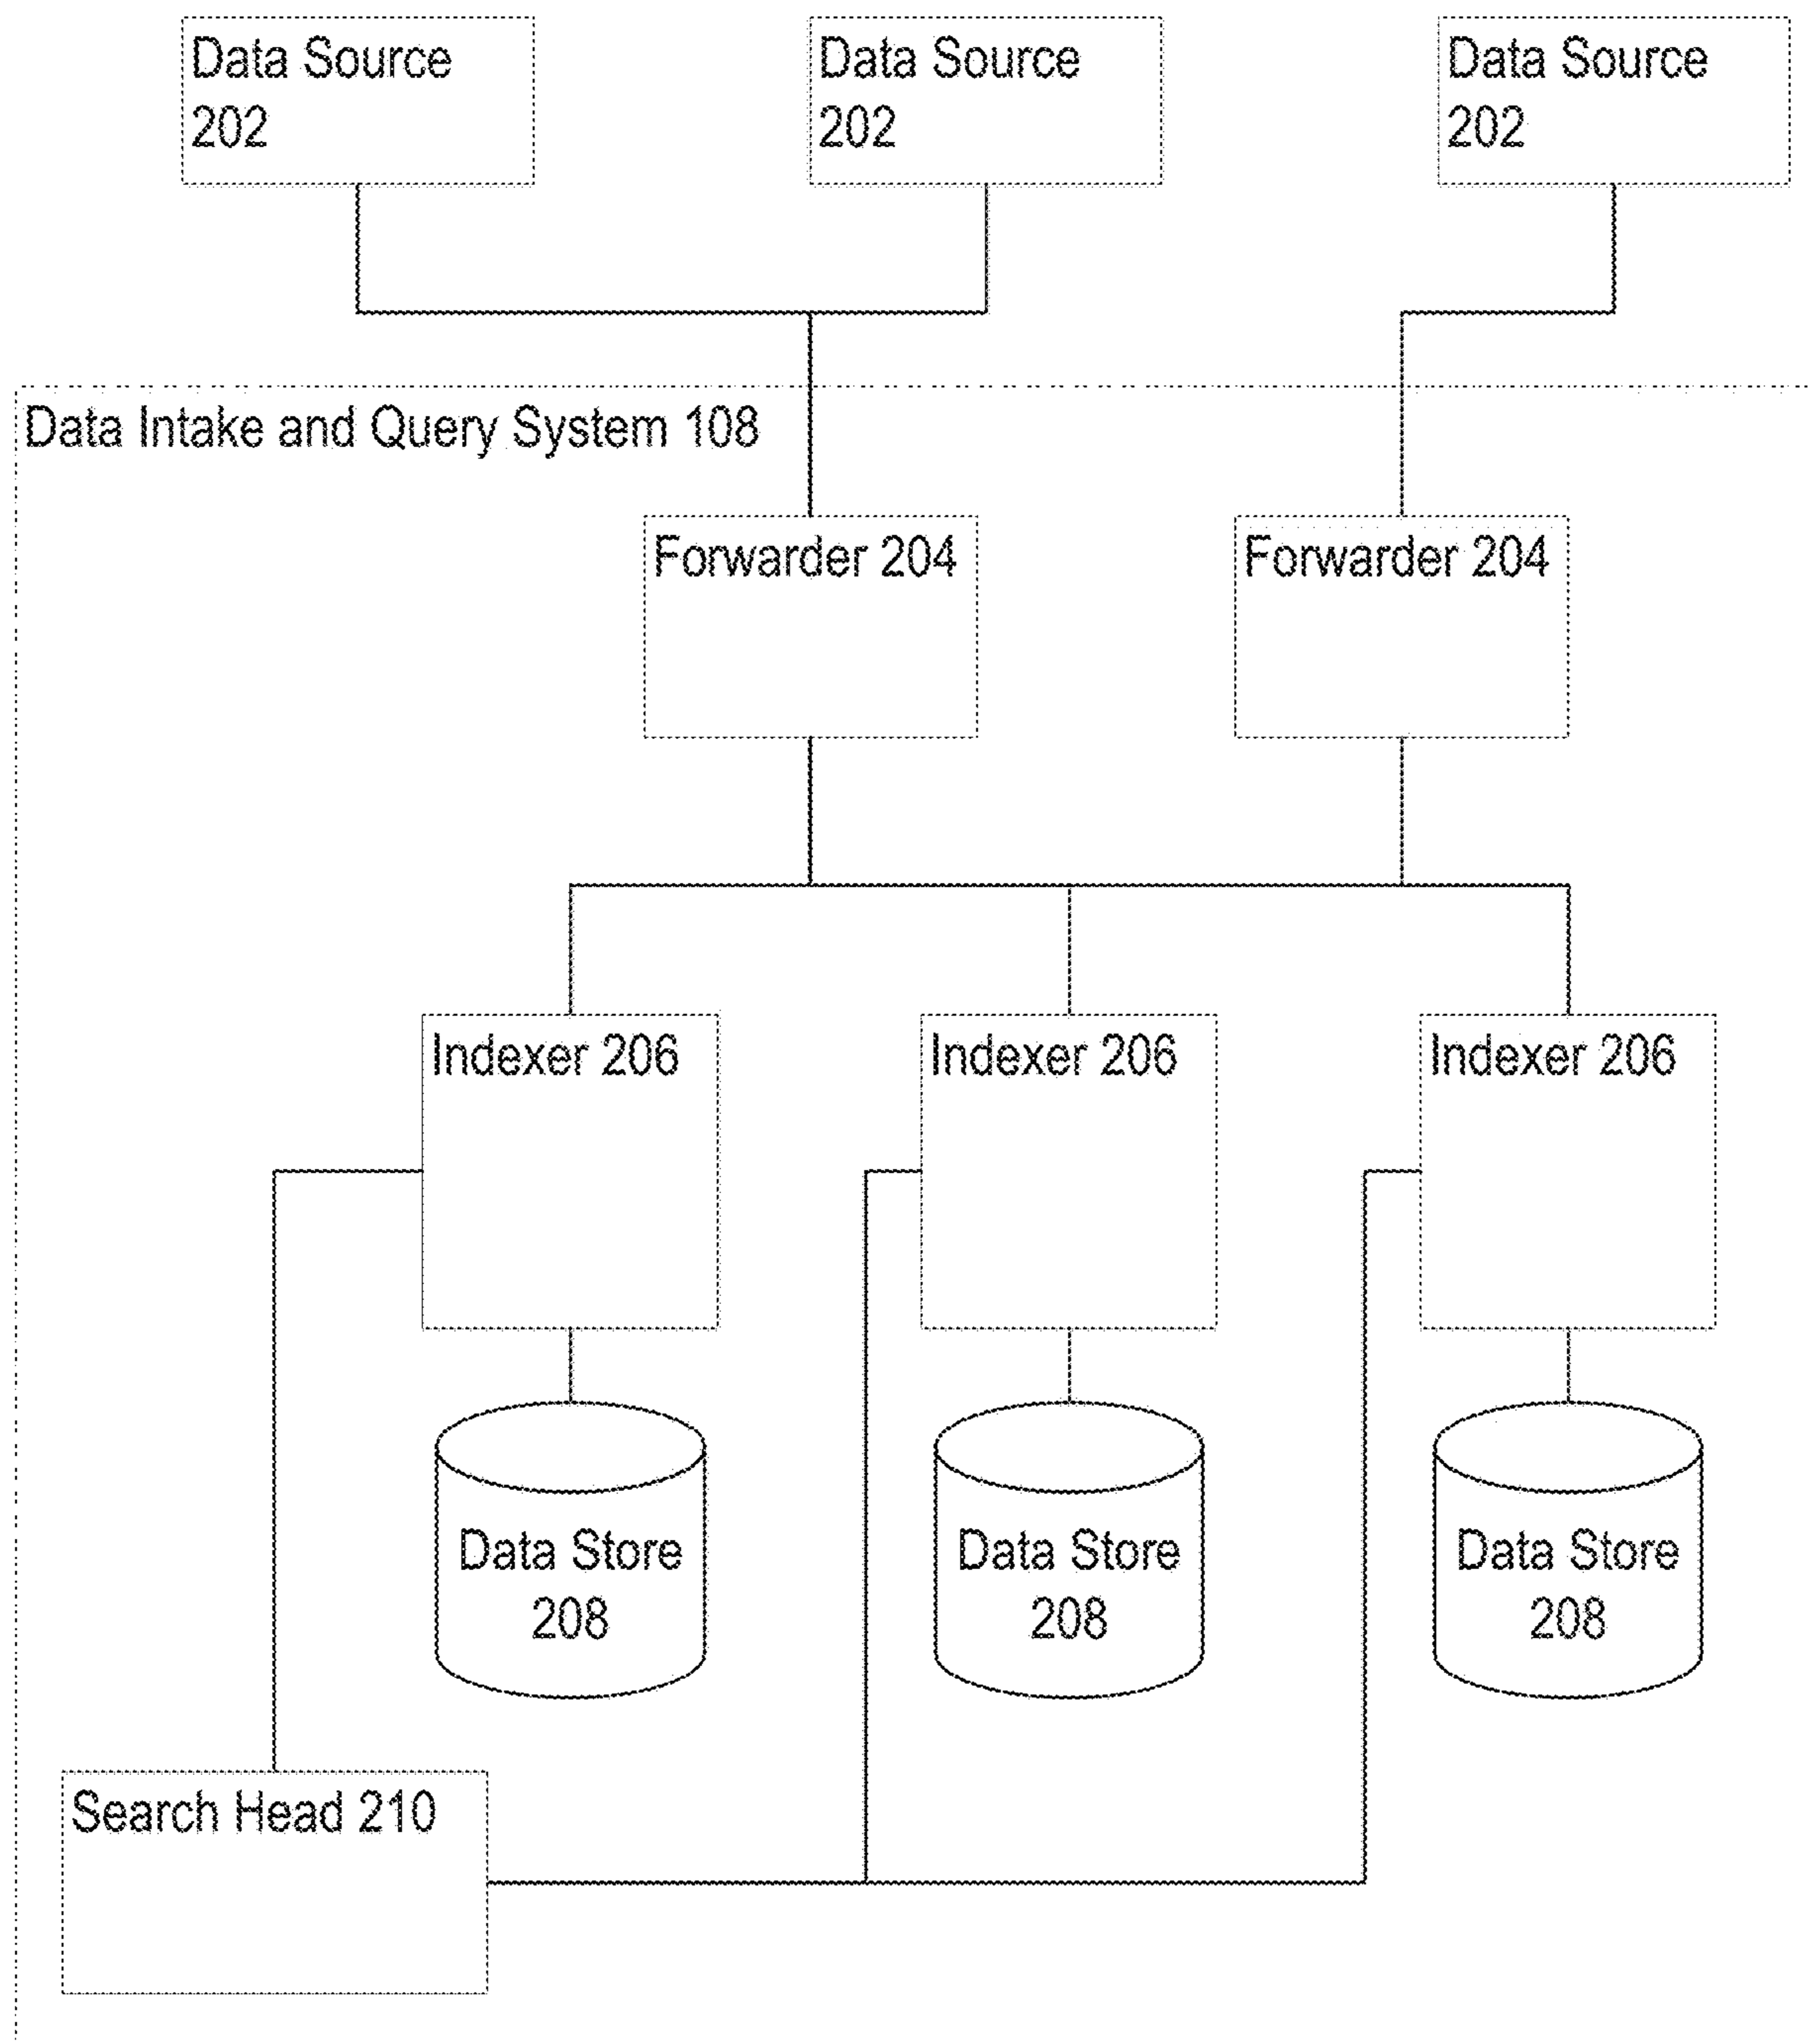 Data Source
202
Data Source
202
Data Source
202
Data Intake and Query System 108
Forwarder 204
Forwarder 204
Indexer 206
Indexer 206
Indexer 206
Data Store
208
Data Store
208
Data Store
208
Search Head 210